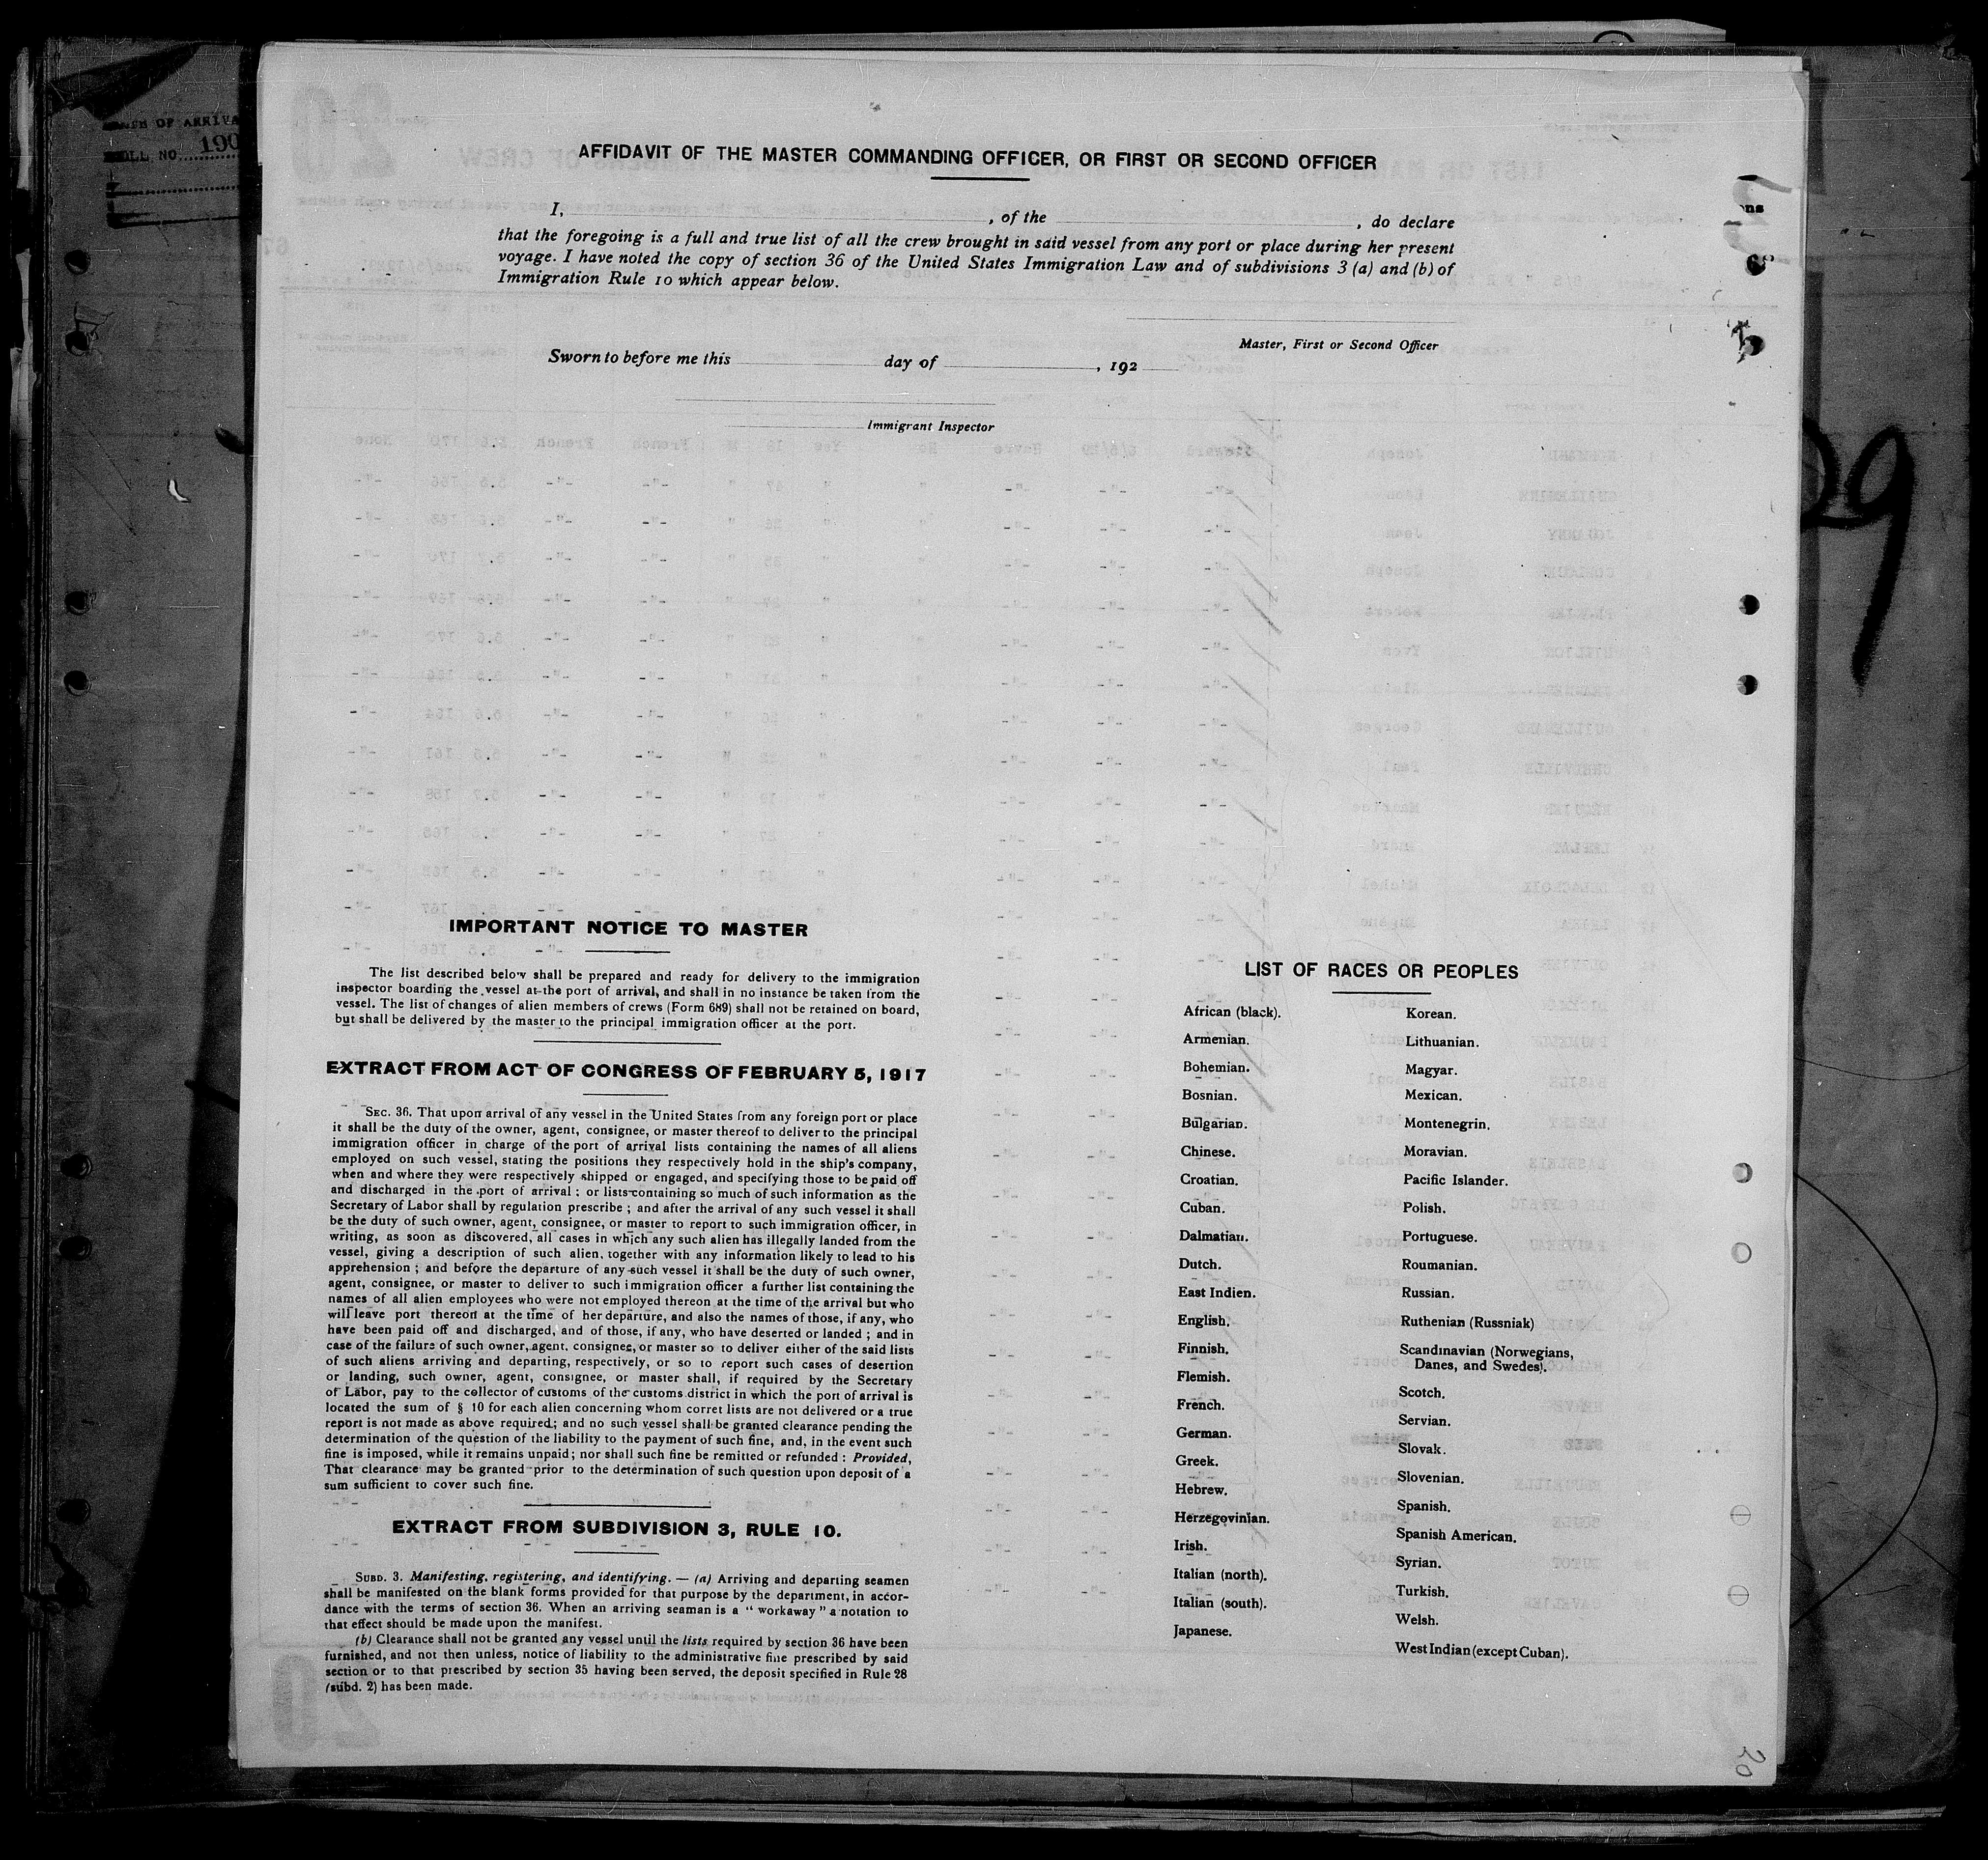 AFFIDAVIT OF THE MASTER COMMANDING OFFICER, OR FIRST OR SECOND OFFICER
I, , of the , do declare
that the foregoing is a full and true list of all the crew brought in said vessel from any port or place during her present
voyage. I have noted the copy of section 36 of the United States Immigration Law and of subdivisions 3 (a) and (b) of
Immigration Rule 10 which appear below.
Master, First or Second Officer
Sworn to before me this day of , 192
Immigrant Inspector
IMPORTANT NOTICE TO MASTER
The list described below shall be prepared and ready for delivery to the immigration
inspector boarding the vessel at the port of arrival, and shall in no instance be taken from the
vessel. The list of changes of alien members of crews (Form 689) shall not be retained on board,
but shall be delivered by the master to the principal immigration officer at the port.
EXTRACT FROM ACT OF CONGRESS OF FEBRUARY 5, 1917
SEC. 36. That upon arrival of any vessel in the United States from any foreign port or place
it shall be the duty of the owner, agent, consignee, or master thereof to deliver to the principal
immigration officer in charge of the port of arrival lists containing the names of all aliens
employed on such vessel, stating the positions they respectively hold in the ship's company,
when and where they were respectively shipped or engaged, and specifying those to be paid off
and discharged in the port of arrival ; or lists containing so much of such information as the
Secretary of Labor shall by regulation prescribe ; and after the arrival of any such vessel it shall
be the duty of such owner, agent, consignee, or master to report to such immigration officer, in
writing, as soon as discovered, all cases in which any such alien has illegally landed from the
vessel, giving a description of such alien, together with any information likely to lead to his
apprehension ; and before the departure of any such vessel it shall be the duty of such owner,
agent, consignee, or master to deliver to such immigration officer a further list containing the
names of all alien employees who were not employed thereon at the time of the arrival but who
will leave port thereon at the time of her departure, and also the names of those, if any, who
have been paid off and discharged, and of those, if any, who have deserted or landed ; and in
case of the failure of such owner, agent, consignee, or master so to deliver either of the said lists
of such aliens arriving and departing, respectively, or so to report such cases of desertion
or landing, such owner, agent, consignee, or master shall, if required by the Secretary
of Labor, pay to the collector of customs of the customs district in which the port of arrival is
located the sum of § 10 for each alien concerning whom corret lists are not delivered or a true
report is not made as above required; and no such vessel shall be granted clearance pending the
determination of the question of the liability to the payment of such fine, and, in the event such
fine is imposed, while it remains unpaid; nor shall such fine be remitted or refunded : Provided,
That clearance may be granted prior to the determination of such question upon deposit of a
sum sufficient to cover such fine.
EXTRACT FROM SUBDIVISION 3, RULE 10.
SUBD. 3. Manifesting, registering, and identifying. — (a) Arriving and departing seamen
shall be manifested on the blank forms provided for that purpose by the department, in accor-
dance with the terms of section 36. When an arriving seaman is a " workaway " a notation to
that effect should be made upon the manifest.
(b) Clearance shall not be granted any vessel until the lists required by section 36 have been
furnished, and not then unless, notice of liability to the administrative fine prescribed by said
section or to that prescribed by section 35 having been served, the deposit specified in Rule 28
(subd. 2) has been made.
LIST OF RACES OR PEOPLES
African (black).
Armenian.
Bohemian.
Bosnian.
Bulgarian.
Chinese.
Croatian.
Cuban.
Dalmatian.
Dutch.
East Indien.
English.
Finnish.
Flemish.
French.
German.
Greek.
Hebrew.
Herzegovinian.
Irish.
Italian (north).
Italian (south).
Japanese.
Korean.
Lithuanian.
Magyar.
Mexican.
Montenegrin.
Moravian.
Pacific Islander.
Polish.
Portuguese.
Roumanian.
Russian.
Ruthenian (Russniak)
Scandinavian (Norwegians,
Danes, and Swedes).
Scotch.
Servian.
Slovak.
Slovenian.
Spanish.
Spanish American.
Syrian.
Turkish.
Welsh.
West Indian (except Cuban).
20
OF ARRIVA
NO. 190